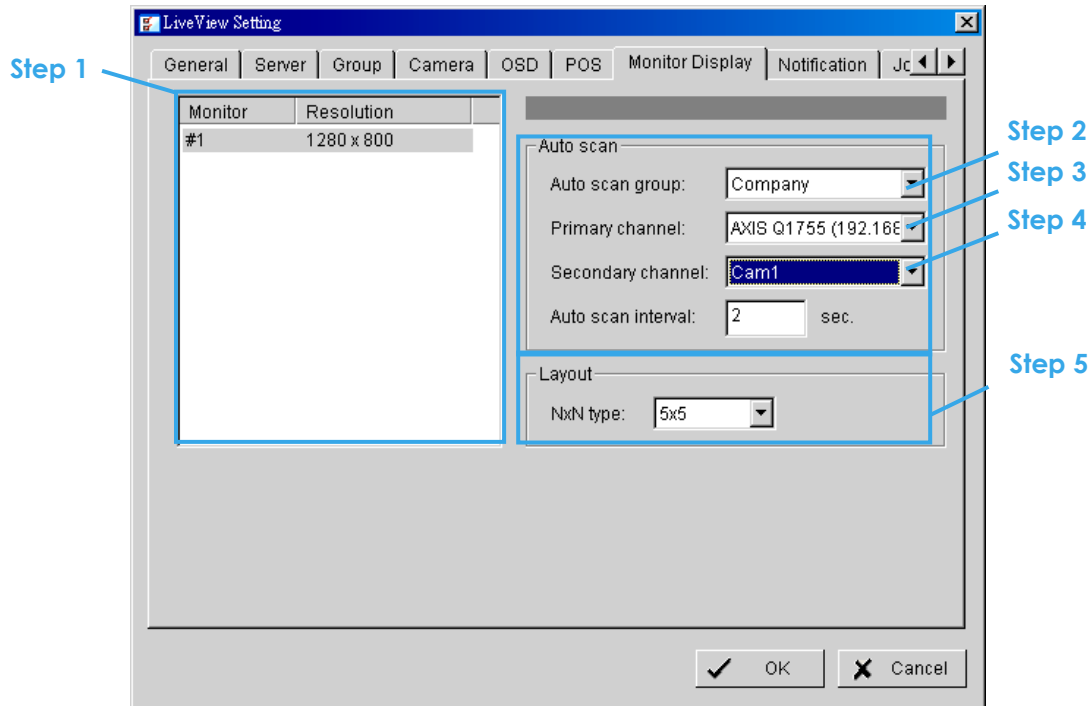 LiveView Setting
General Server Group Camera OSD POS Monitor Display Notification Jo
Step 1
Monitor Resolution
#1 1280 x 800
Auto scan
Auto scan group: Company
Step 2
Primary channel: AXIS Q1755 (192.168
Step 3
Secondary channel: Cam1
Step 4
Auto scan interval: 2 sec.
Layout
NxN type: 5x5
Step 5
OK Cancel